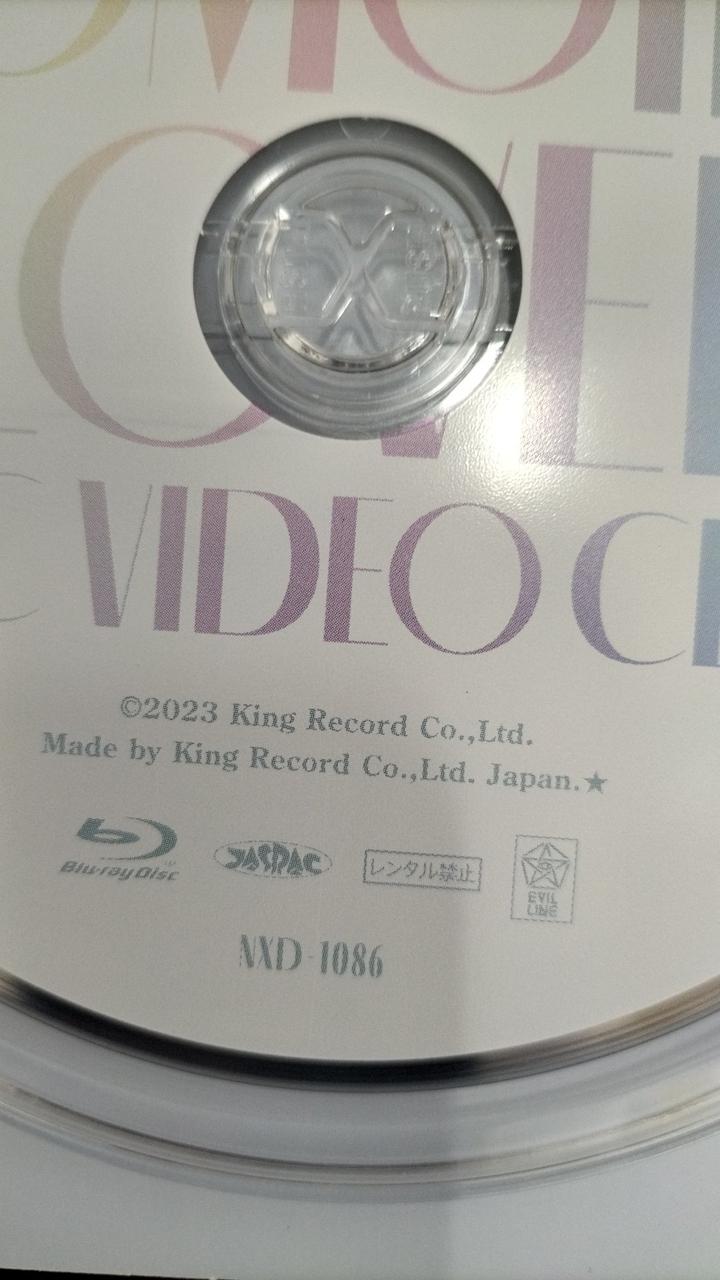 OVE
VIDEO C
©2023 King Record Co.,Ltd.
Made by King Record Co.,Ltd. Japan.★
Blu-ray Disc
JASRAC
レンタル禁止
EVIL
LINE
NXD-1086